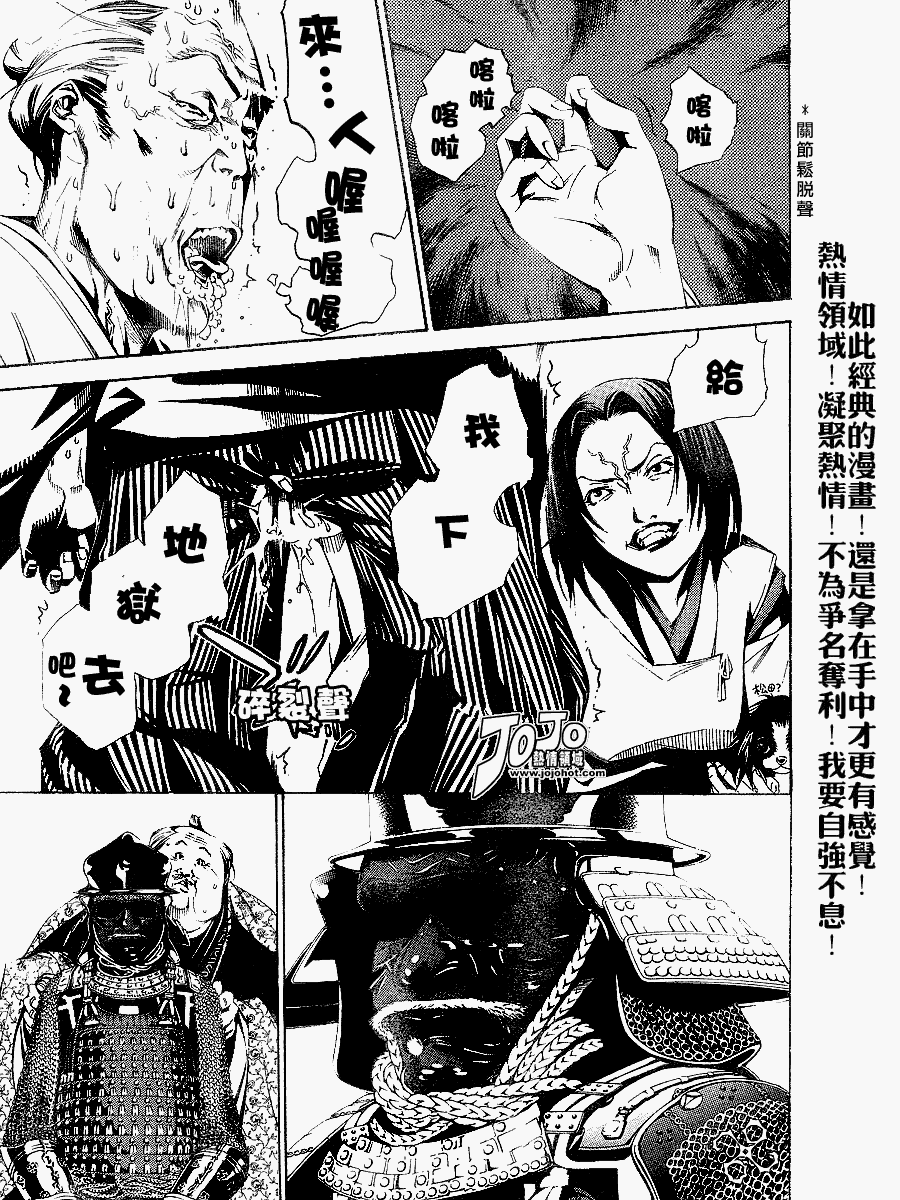 喀啦
喀啦
喀啦
*關節鬆脫聲
來…人喔
喔喔喔
給
我
下
地
獄
去
吧~
碎裂聲
松田?
JOJO
熱情領域
www.jojohot.com
如此經典的漫畫！還是拿在手中才更有感覺！
熱情領域！凝聚熱情！不為爭名奪利！我要自強不息！